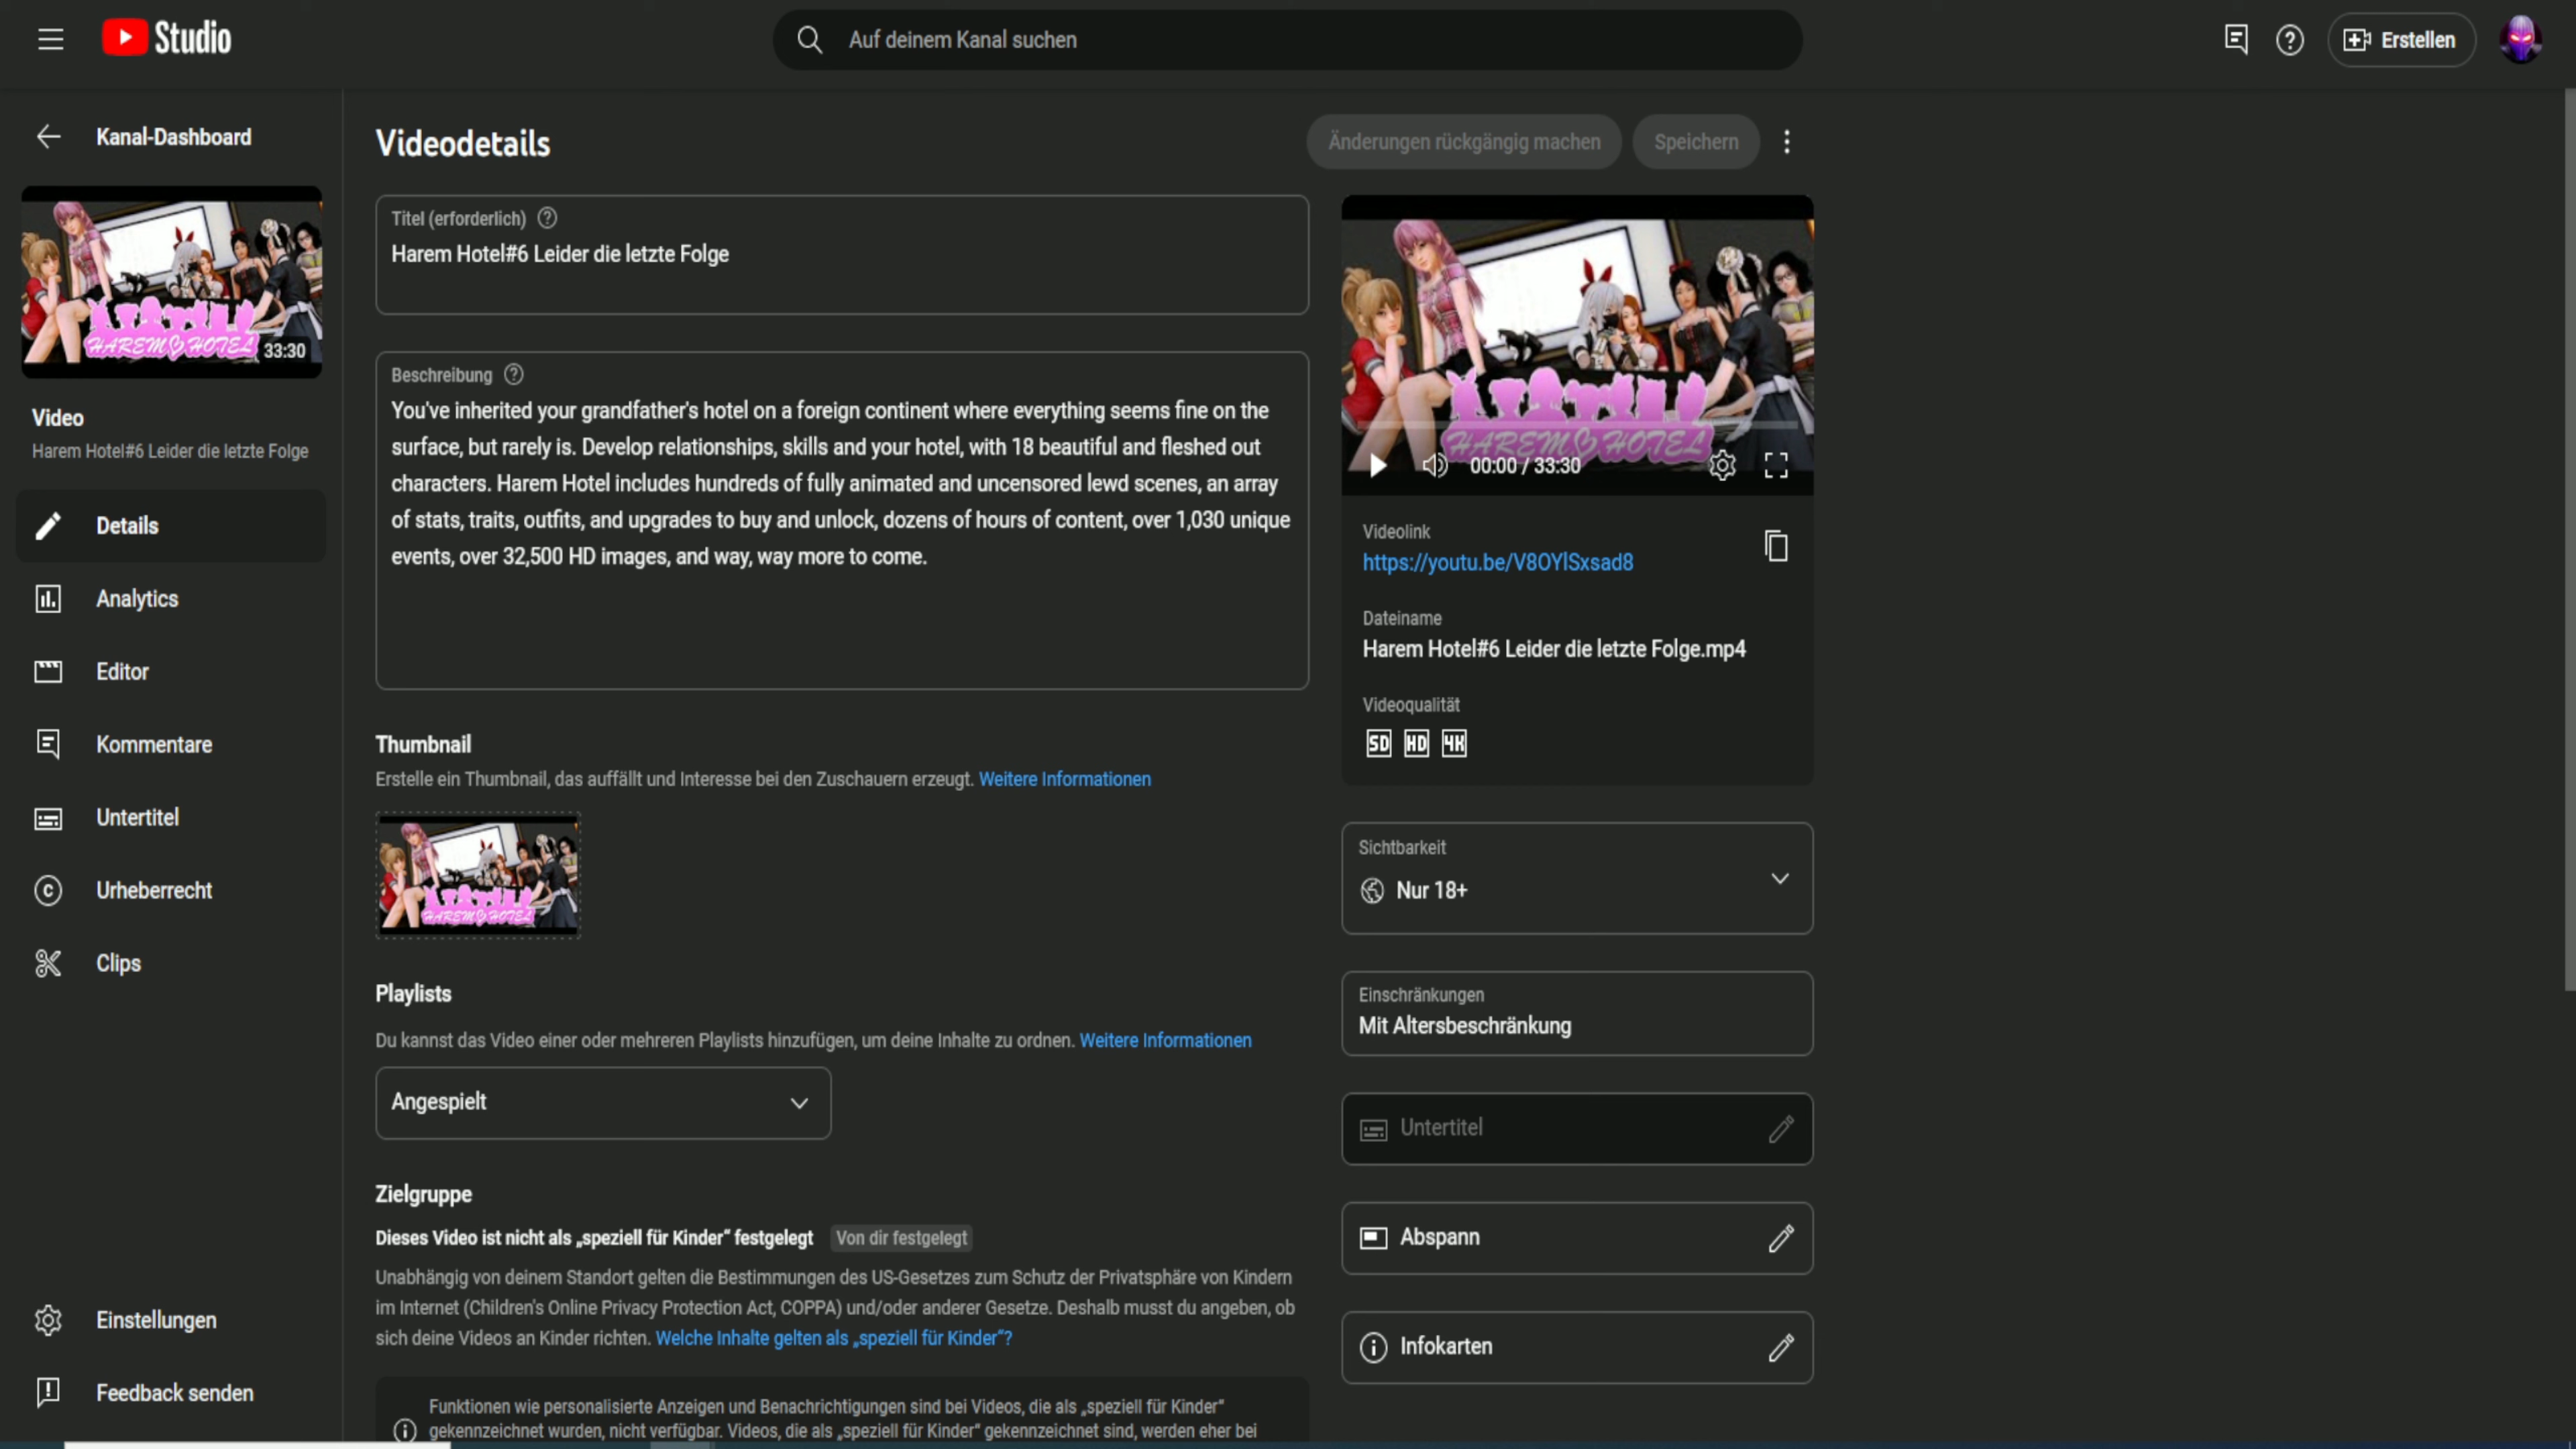 Studio
Auf deinem Kanal suchen
Erstellen
Kanal-Dashboard
HAREM HOTEL
33:30
Video
Harem Hotel#6 Leider die letzte Folge
Details
Analytics
Editor
Kommentare
Untertitel
Urheberrecht
Clips
Einstellungen
Feedback senden
Videodetails
Änderungen rückgängig machen
Speichern
Titel (erforderlich)
Harem Hotel#6 Leider die letzte Folge
Beschreibung
You've inherited your grandfather's hotel on a foreign continent where everything seems fine on the
surface, but rarely is. Develop relationships, skills and your hotel, with 18 beautiful and fleshed out
characters. Harem Hotel includes hundreds of fully animated and uncensored lewd scenes, an array
of stats, traits, outfits, and upgrades to buy and unlock, dozens of hours of content, over 1,030 unique
events, over 32,500 HD images, and way, way more to come.
Thumbnail
Erstelle ein Thumbnail, das auffällt und Interesse bei den Zuschauern erzeugt. Weitere Informationen
HAREM HOTEL
Playlists
Du kannst das Video einer oder mehreren Playlists hinzufügen, um deine Inhalte zu ordnen. Weitere Informationen
Angespielt
Zielgruppe
Dieses Video ist nicht als „speziell für Kinder“ festgelegt
Von dir festgelegt
Unabhängig von deinem Standort gelten die Bestimmungen des US-Gesetzes zum Schutz der Privatsphäre von Kindern
im Internet (Children's Online Privacy Protection Act, COPPA) und/oder anderer Gesetze. Deshalb musst du angeben, ob
sich deine Videos an Kinder richten. Welche Inhalte gelten als „speziell für Kinder“?
Funktionen wie personalisierte Anzeigen und Benachrichtigungen sind bei Videos, die als „speziell für Kinder“
gekennzeichnet wurden, nicht verfügbar. Videos, die als „speziell für Kinder“ gekennzeichnet sind, werden eher bei
HAREM HOTEL
00:00 / 33:30
Videolink
https://youtu.be/V8OYlSxsad8
Dateiname
Harem Hotel#6 Leider die letzte Folge.mp4
Videoqualität
SD HD 4K
Sichtbarkeit
Nur 18+
Einschränkungen
Mit Altersbeschränkung
Untertitel
Abspann
Infokarten